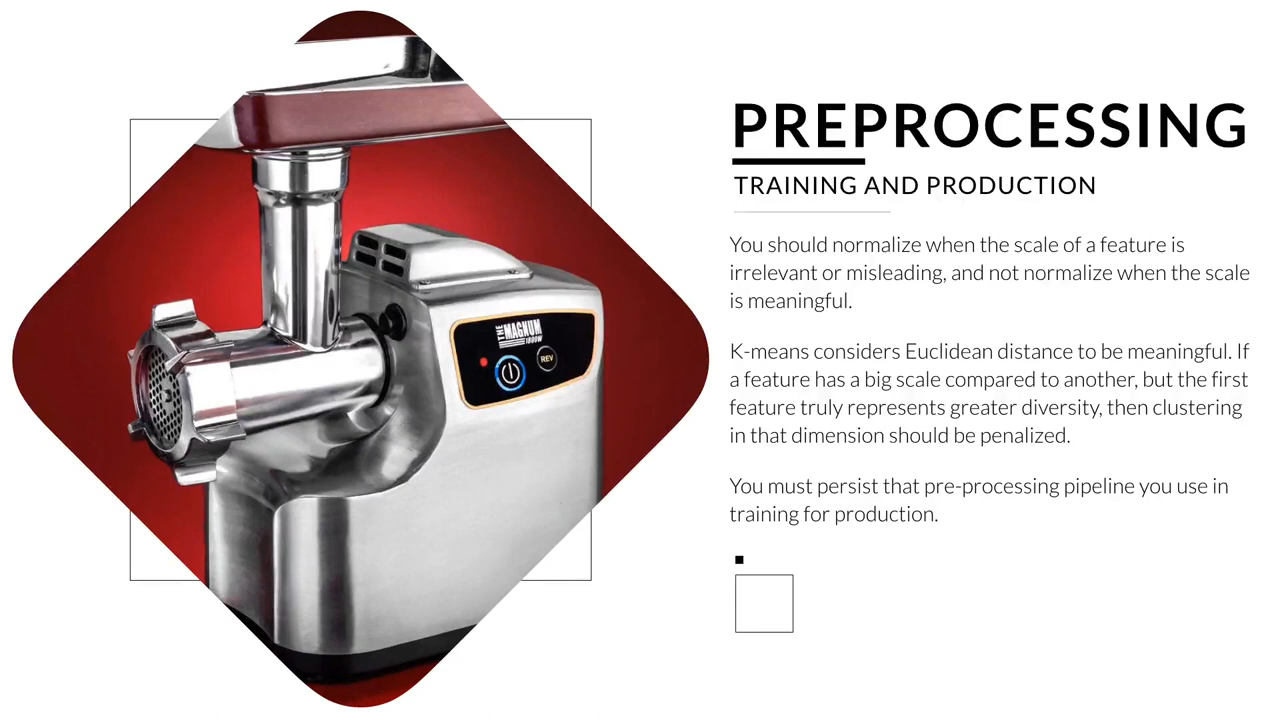 THE MAGNUM
1800W
REV
PREPROCESSING
TRAINING AND PRODUCTION
You should normalize when the scale of a feature is
irrelevant or misleading, and not normalize when the scale
is meaningful.
K-means considers Euclidean distance to be meaningful. If
a feature has a big scale compared to another, but the first
feature truly represents greater diversity, then clustering
in that dimension should be penalized.
You must persist that pre-processing pipeline you use in
training for production.